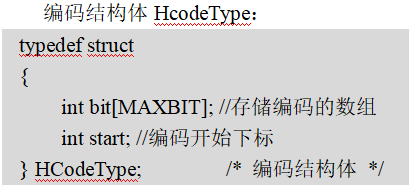 编码结构体 HcodeType：
typedef struct
{
int bit[MAXBIT]; //存储编码的数组
int start; //编码开始下标
} HCodeType; /* 编码结构体 */